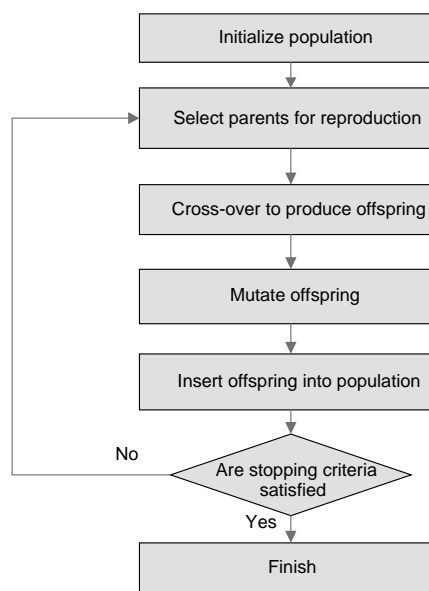 Initialize population
Select parents for reproduction
Cross-over to produce offspring
Mutate offspring
Insert offspring into population
No
Are stopping criteria
satisfied
Yes
Finish